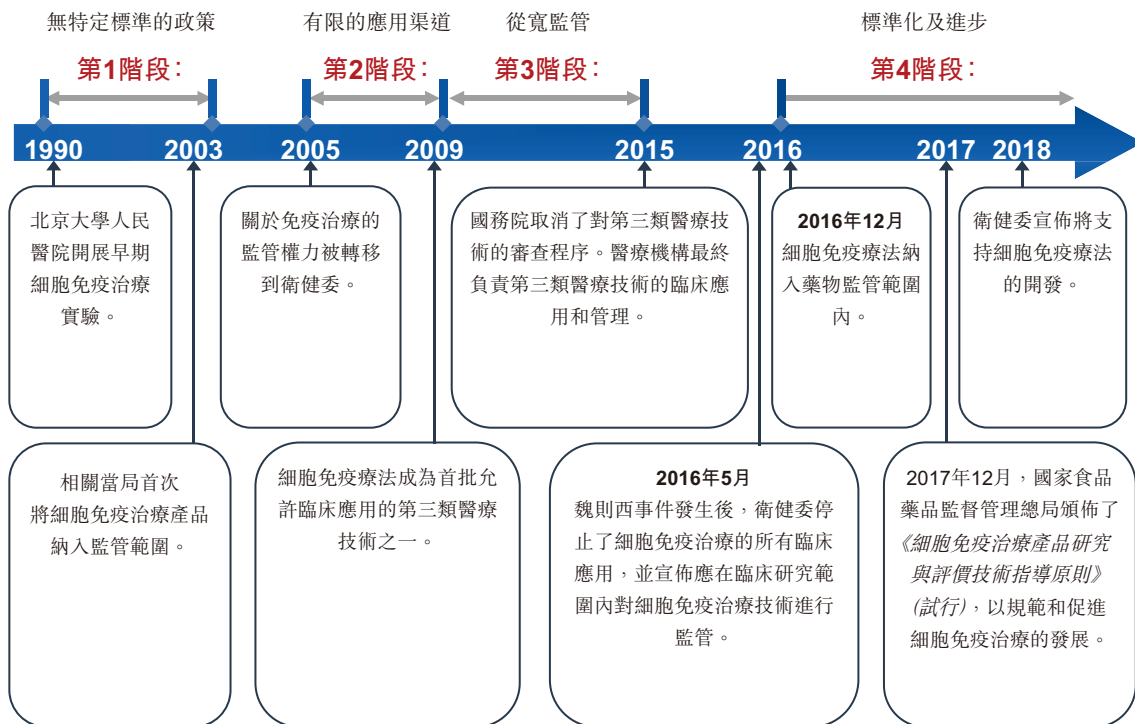 無特定標準的政策
有限的應用渠道
從寬監管
標準化及進步
第1階段：
第2階段：
第3階段：
第4階段：
1990
2003
2005
2009
2015
2016
2017
2018
北京大學人民
醫院開展早期
細胞免疫治療
實驗。
關於免疫治療的
監管權力被轉移
到衛健委。
國務院取消了對第三類醫療技
術的審查程序。醫療機構最終
負責第三類醫療技術的臨床應
用和管理。
2016年12月
細胞免疫療法納
入藥物監管範圍
內。
衛健委宣佈將支
持細胞免疫療法
的開發。
相關當局首次
將細胞免疫治療產品
納入監管範圍。
細胞免疫療法成為首批允
許臨床應用的第三類醫療
技術之一。
2016年5月
魏則西事件發生後，衛健委停
止了細胞免疫治療的所有臨床
應用，並宣佈應在臨床研究範
圍內對細胞免疫治療技術進行
監管。
2017年12月，國家食品
藥品監督管理總局頒佈了
《細胞免疫治療產品研究
與評價技術指導原則》
(試行)，以規範和促進
細胞免疫治療的發展。